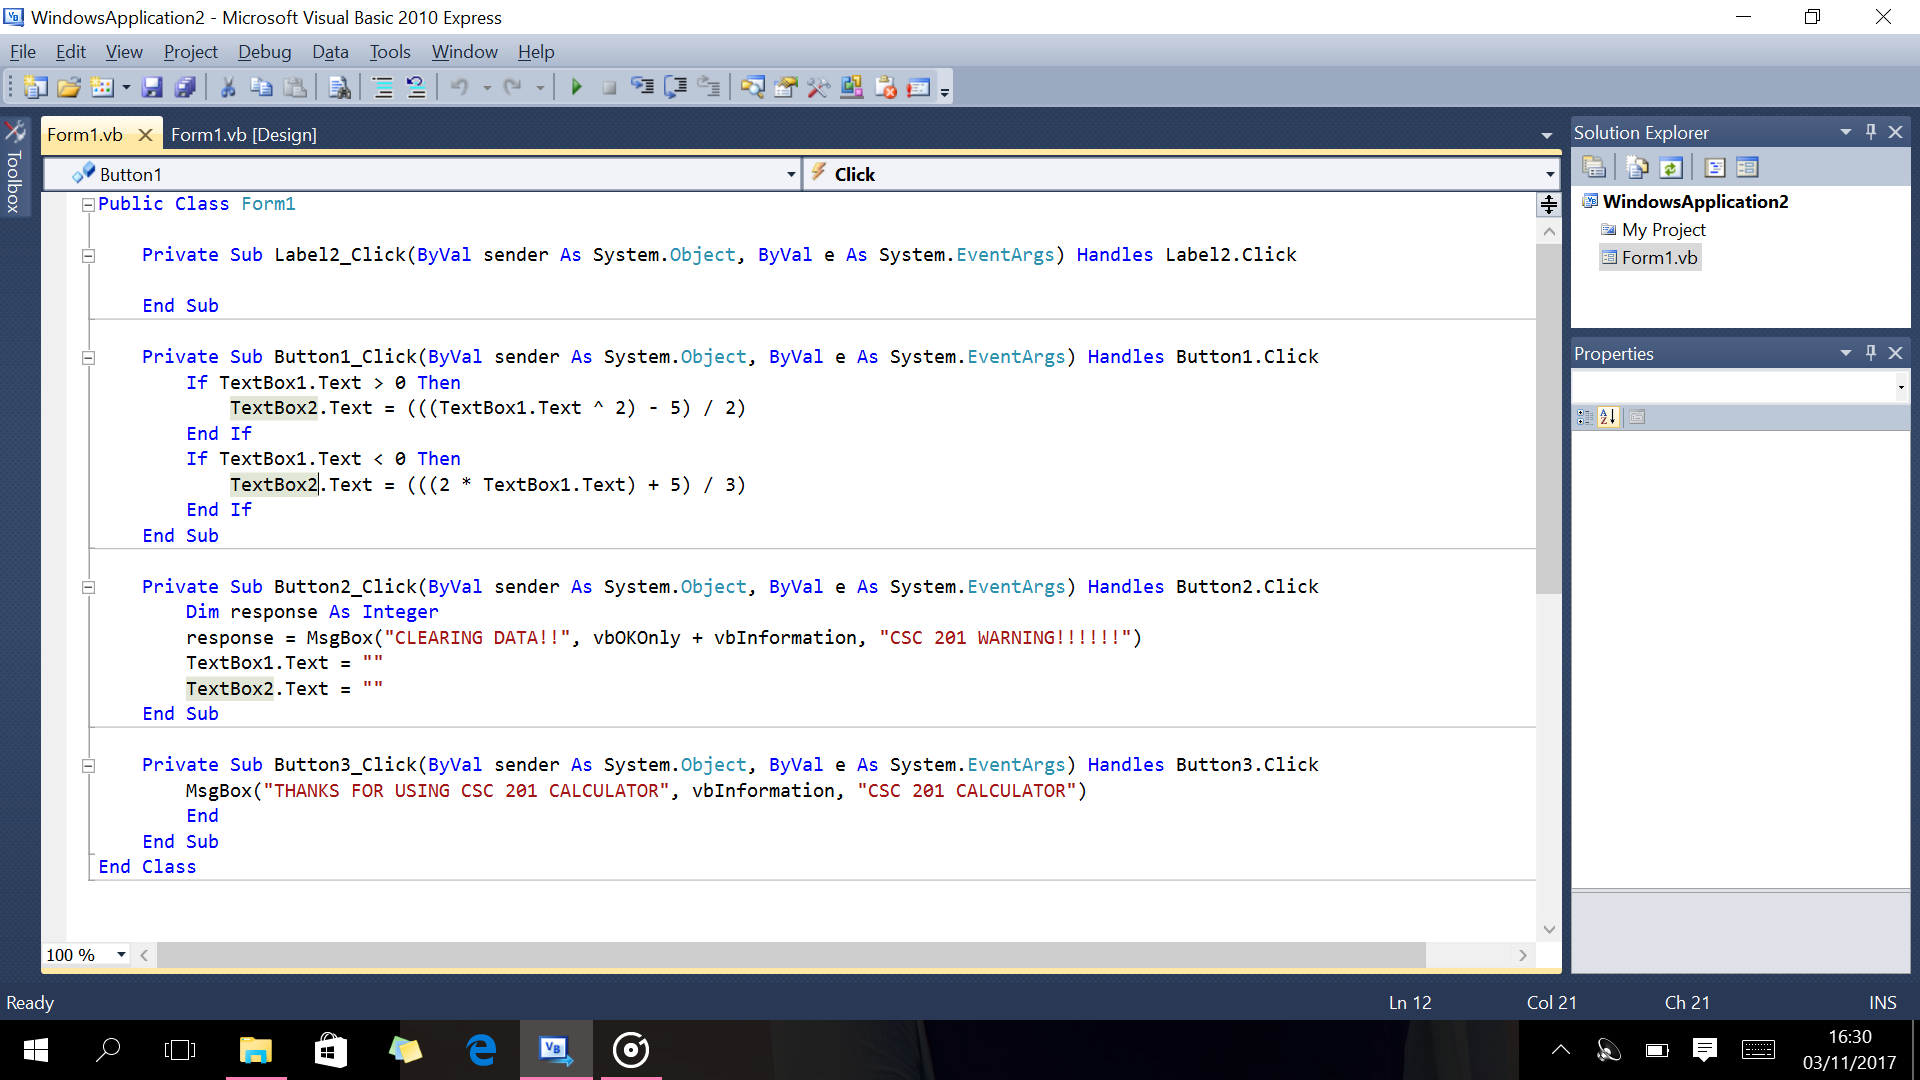 WindowsApplication2 - Microsoft Visual Basic 2010 Express
File Edit View Project Debug Data Tools Window Help
Toolbox
Form1.vb Form1.vb [Design]
Button1 Click
Public Class Form1
Private Sub Label2_Click(ByVal sender As System.Object, ByVal e As System.EventArgs) Handles Label2.Click
End Sub
Private Sub Button1_Click(ByVal sender As System.Object, ByVal e As System.EventArgs) Handles Button1.Click
If TextBox1.Text > 0 Then
TextBox2.Text = (((TextBox1.Text ^ 2) - 5) / 2)
End If
If TextBox1.Text < 0 Then
TextBox2.Text = (((2 * TextBox1.Text) + 5) / 3)
End If
End Sub
Private Sub Button2_Click(ByVal sender As System.Object, ByVal e As System.EventArgs) Handles Button2.Click
Dim response As Integer
response = MsgBox("CLEARING DATA!!", vbOKOnly + vbInformation, "CSC 201 WARNING!!!!!!")
TextBox1.Text = ""
TextBox2.Text = ""
End Sub
Private Sub Button3_Click(ByVal sender As System.Object, ByVal e As System.EventArgs) Handles Button3.Click
MsgBox("THANKS FOR USING CSC 201 CALCULATOR", vbInformation, "CSC 201 CALCULATOR")
End
End Sub
End Class
100 %
Solution Explorer
WindowsApplication2
My Project
Form1.vb
Properties
Ready Ln 12 Col 21 Ch 21 INS
16:30
03/11/2017